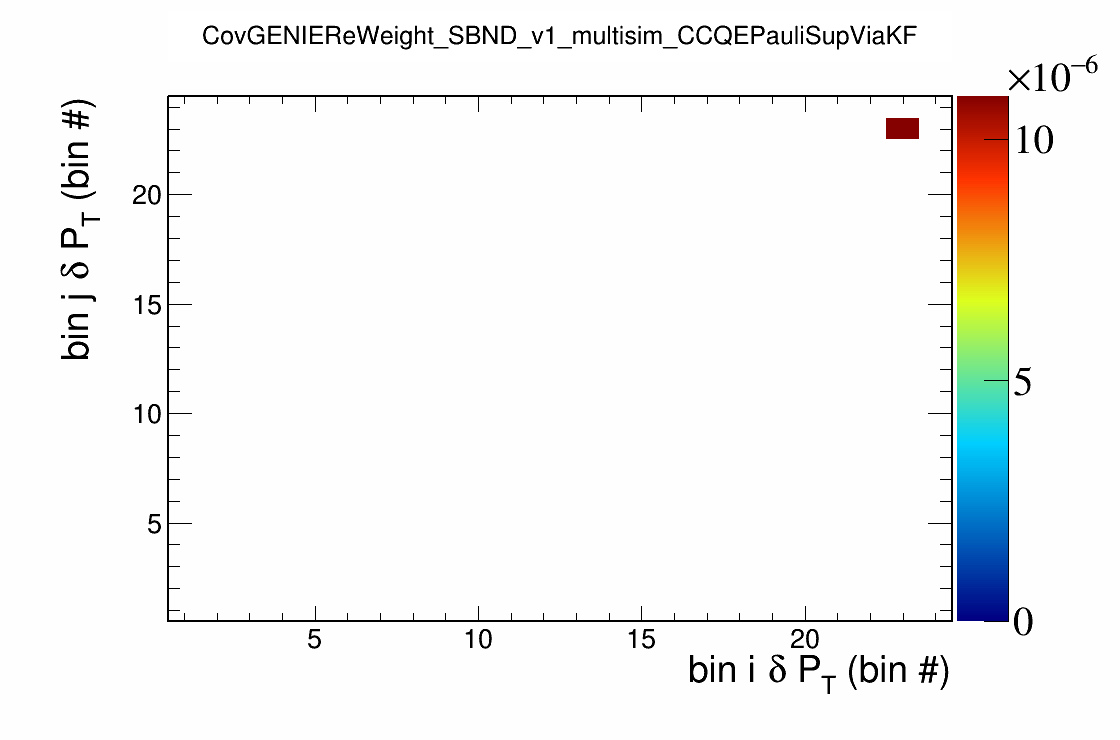 CovGENIEReWeight_SBND_v1_multisim_CCQEPauliSupViaKF
×10⁻⁶
bin j δ P_T (bin #)
20
15
10
5
10
5
0
5 10 15 20
bin i δ P_T (bin #)